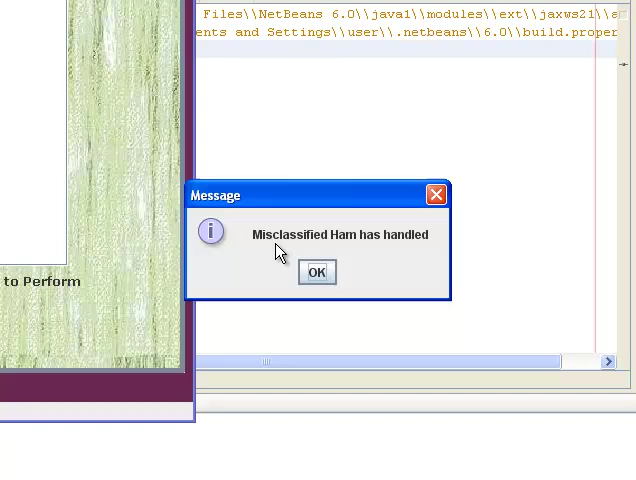 Files\\NetBeans 6.0\\java1\\modules\\ext\\jaxws21\\
ents and Settings\\user\\.netbeans\\6.0\\build.proper
Message
Misclassified Ham has handled
OK
to Perform